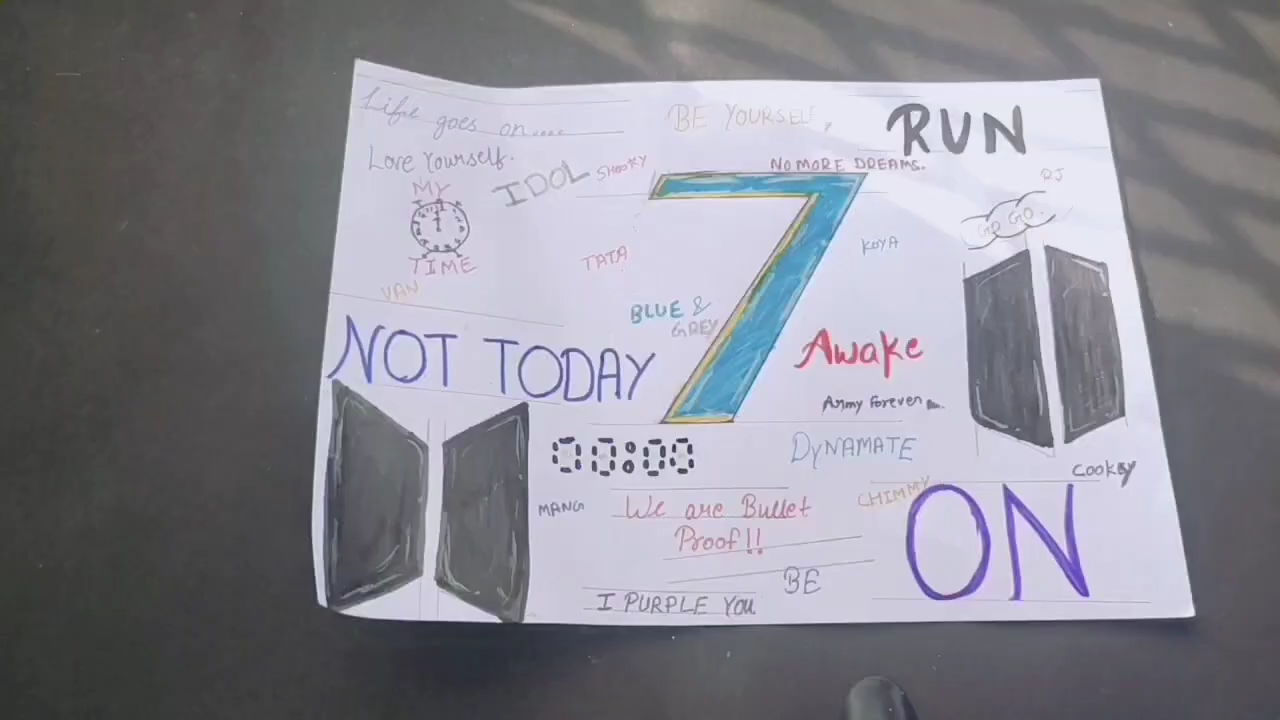 Life goes on....
BE YOURSELF,
RUN
Love Yourself.
IDOL
SHOOKY
NO MORE DREAMS.
RJ
MY
TIME
GO GO.
TATA
KOYA
VAN
BLUE &
GREY
7
NOT TODAY
Awake
Army Forever
00:00
DYNAMATE
COOKEY
MANG
We are Bullet
Proof!!
CHIMMY
ON
BE
I PURPLE YOU